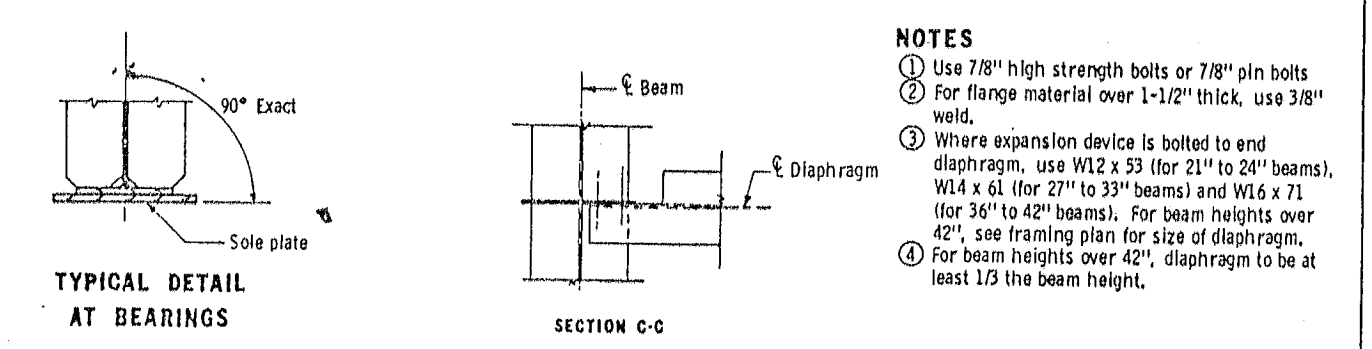 90° Exact
Sole plate
TYPICAL DETAIL
AT BEARINGS
℄ Beam
℄ Diaphragm
SECTION C-C
NOTES
① Use 7/8" high strength bolts or 7/8" pin bolts
② For flange material over 1-1/2" thick, use 3/8"
weld.
③ Where expansion device is bolted to end
diaphragm, use W12 x 53 (for 21" to 24" beams),
W14 x 61 (for 27" to 33" beams) and W16 x 71
(for 36" to 42" beams). For beam heights over
42", see framing plan for size of diaphragm.
④ For beam heights over 42", diaphragm to be at
least 1/3 the beam height.